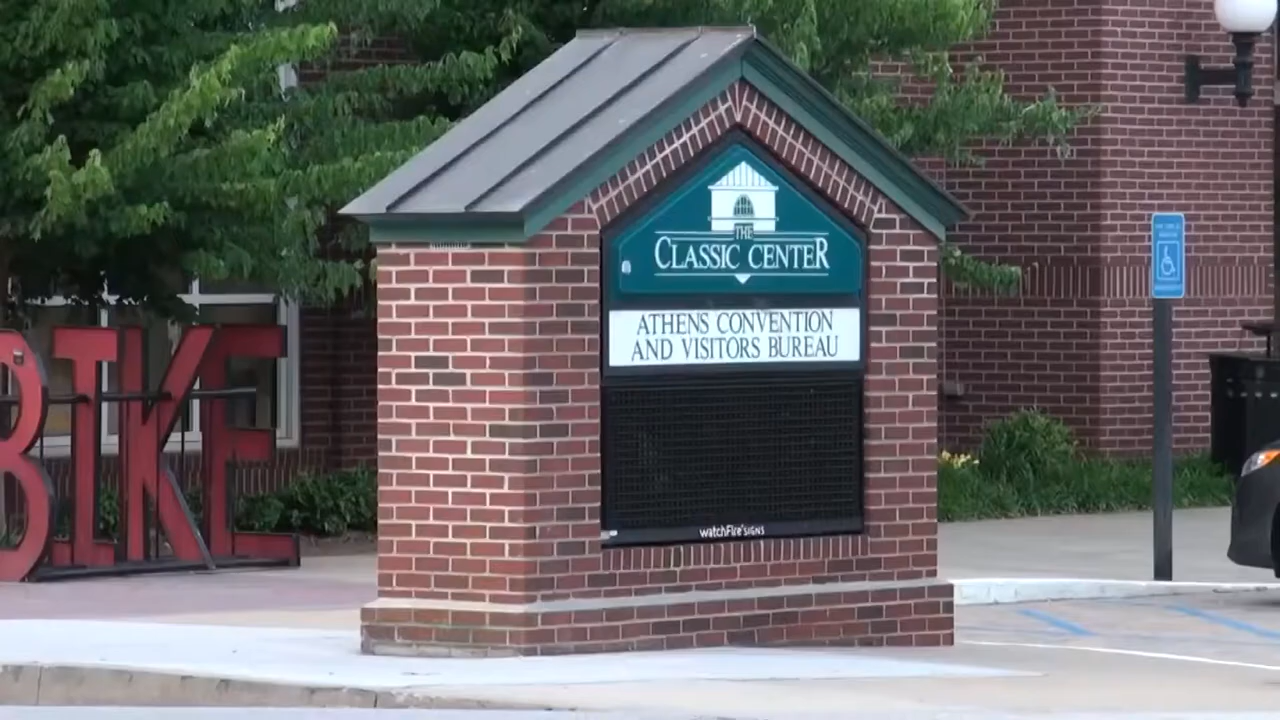 THE
CLASSIC CENTER
ATHENS CONVENTION
AND VISITORS BUREAU
watchFire SIGNS
BIKE